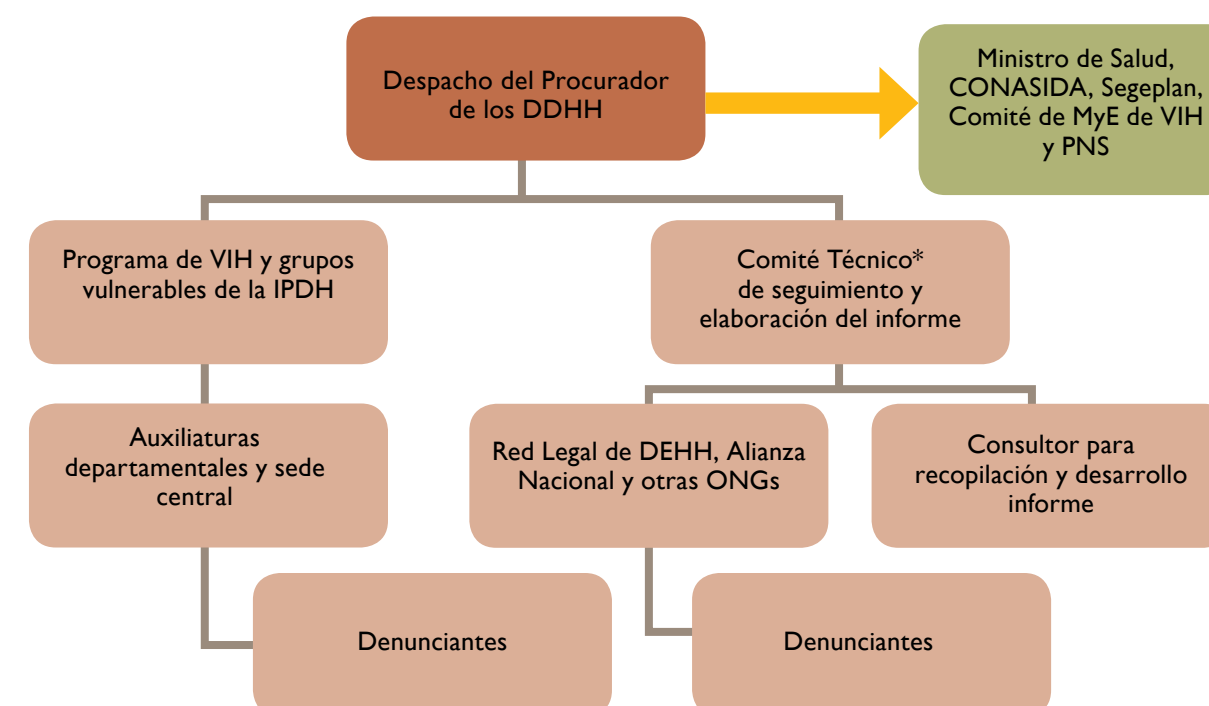 Despacho del Procurador
de los DDHH
Ministro de Salud,
CONASIDA, Segeplan,
Comité de MyE de VIH
y PNS
Programa de VIH y grupos
vulnerables de la IPDH
Comité Técnico*
de seguimiento y
elaboración del informe
Auxiliaturas
departamentales y sede
central
Red Legal de DEHH, Alianza
Nacional y otras ONGs
Consultor para
recopilación y desarrollo
informe
Denunciantes
Denunciantes